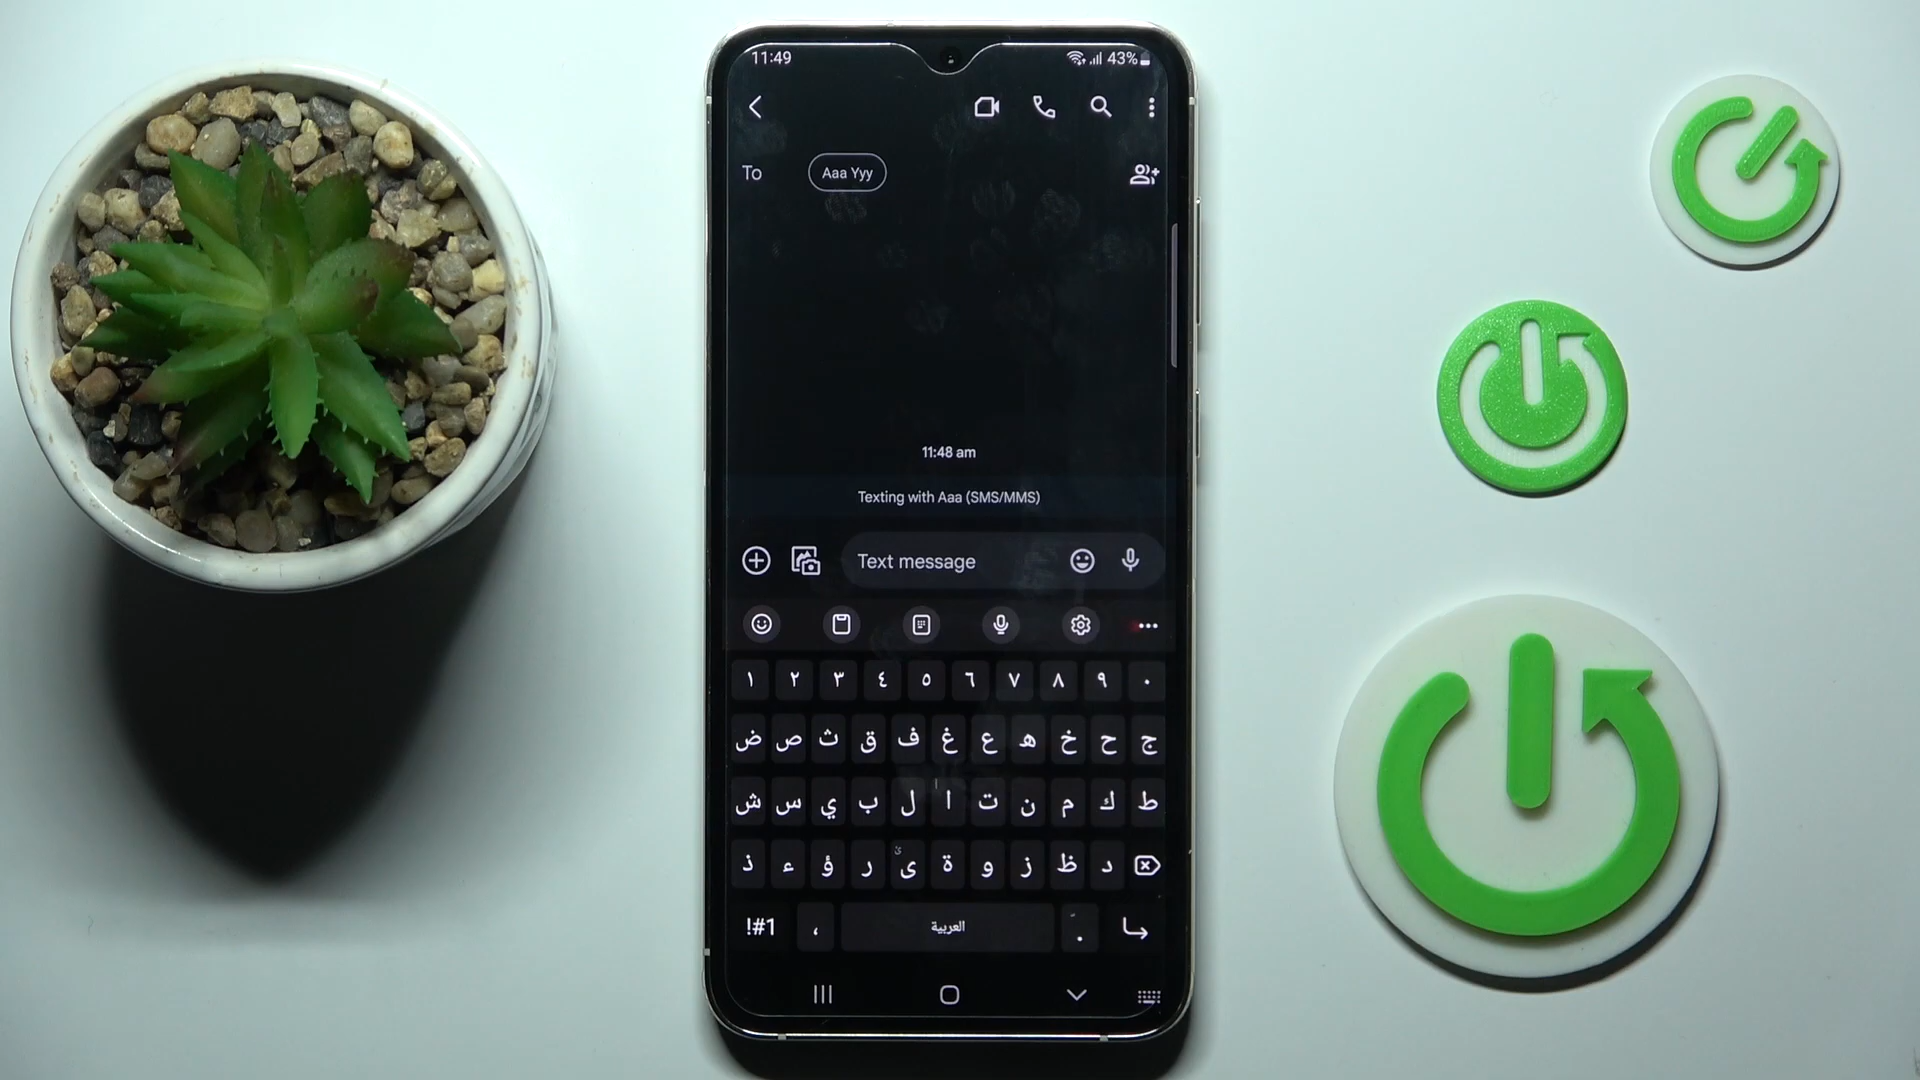 11:49 43%
To Aaa Yyy
11:48 am
Texting with Aaa (SMS/MMS)
Text message
١ ٢ ٣ ٤ ٥ ٦ ٧ ٨ ٩ ٠
ض ص ث ق ف غ ع ه خ ح ج
ش س ي ب ل ا ت ن م ك ط
ذ ء ؤ ر ى ة و ز ظ د
!#1 ، العربية .